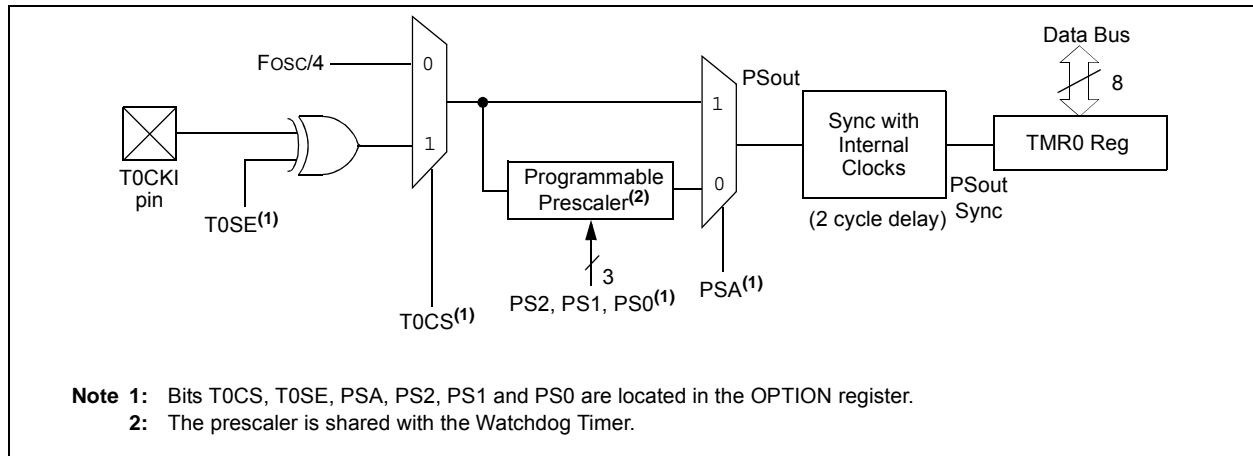 Data Bus
8
Fosc/4
0
PSout
1
1
0
T0CKI
pin
T0SE(1)
Programmable
Prescaler(2)
Sync with
Internal
Clocks
TMR0 Reg
PSout
Sync
(2 cycle delay)
3
PS2, PS1, PS0(1)
PSA(1)
T0CS(1)
Note 1: Bits T0CS, T0SE, PSA, PS2, PS1 and PS0 are located in the OPTION register.
2: The prescaler is shared with the Watchdog Timer.